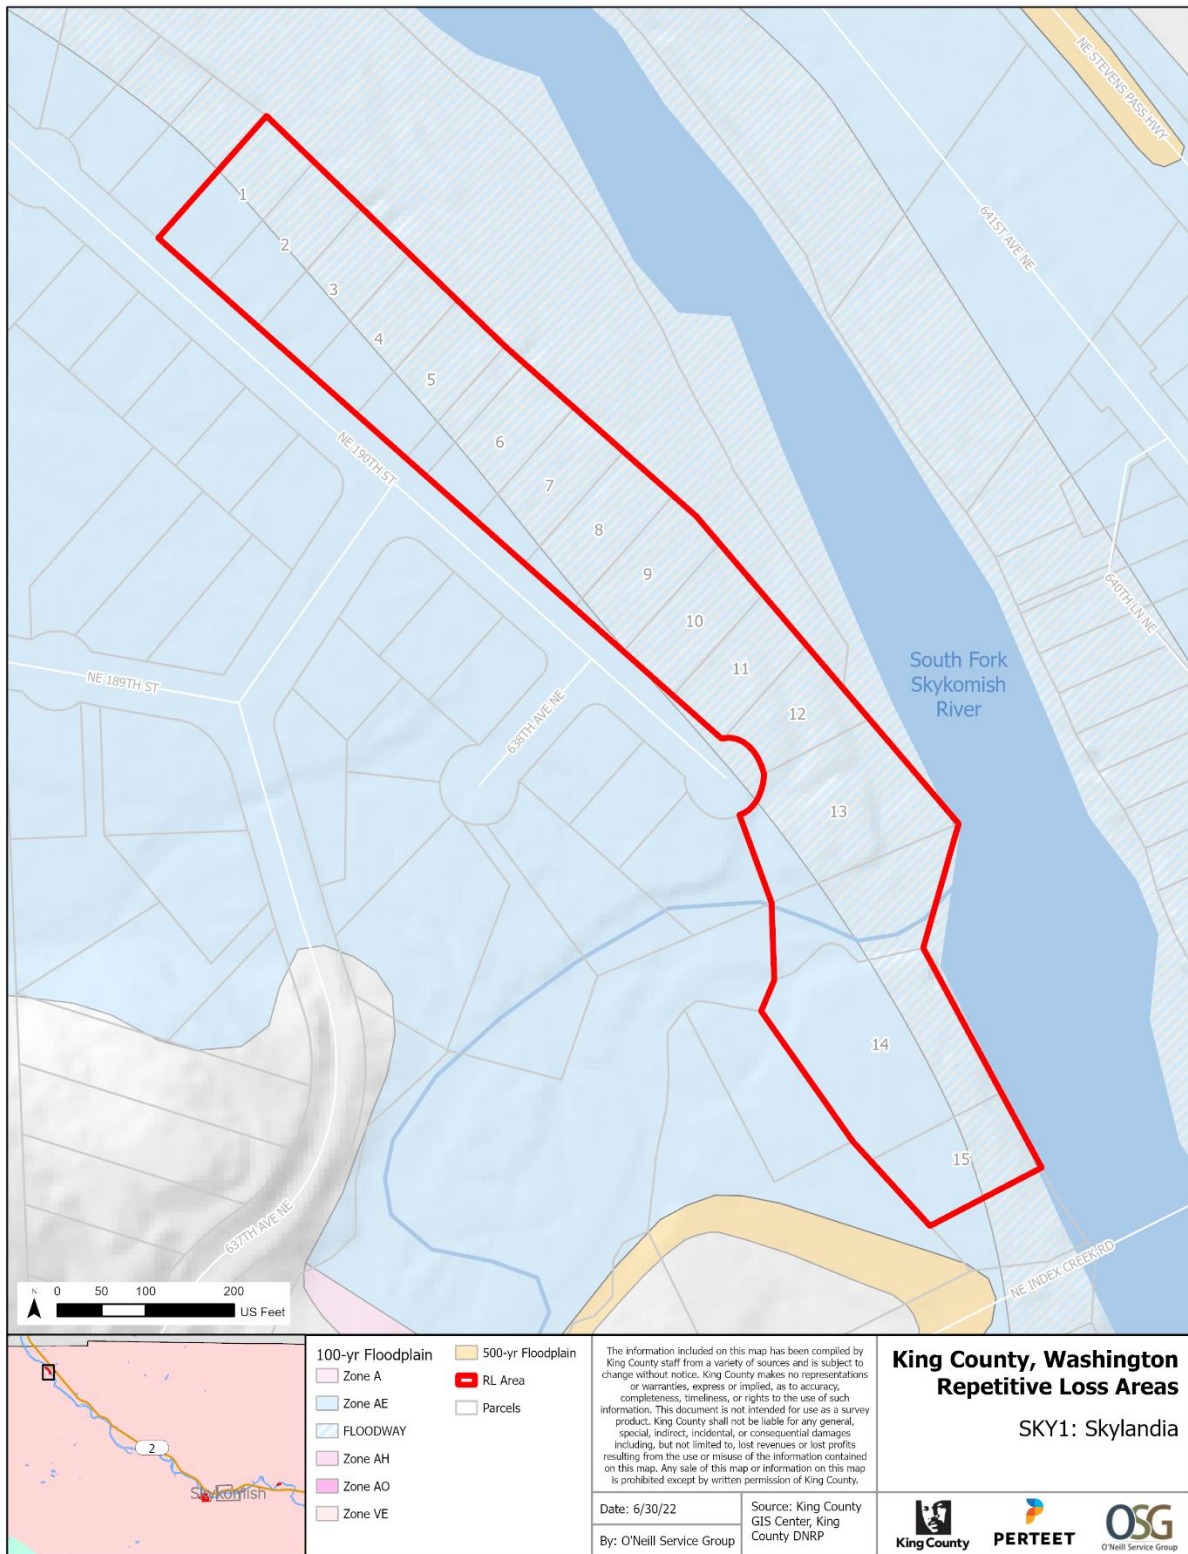 NE STEVENS PASS HWY
641ST AVE NE
1
2
3
4
5
6
7
8
9
10
11
12
13
14
15
NE 190TH ST
NE 189TH ST
638TH AVE NE
640TH LN NE
South Fork
Skykomish
River
637TH AVE NE
NE INDEX CREEK RD
N
0 50 100 200
US Feet
2
Skykomish
100-yr Floodplain
Zone A
Zone AE
FLOODWAY
Zone AH
Zone AO
Zone VE
500-yr Floodplain
RL Area
Parcels
The information included on this map has been compiled by
King County staff from a variety of sources and is subject to
change without notice. King County makes no representations
or warranties, express or implied, as to accuracy,
completeness, timeliness, or rights to the use of such
information. This document is not intended for use as a survey
product. King County shall not be liable for any general,
special, indirect, incidental, or consequential damages
including, but not limited to, lost revenues or lost profits
resulting from the use or misuse of the information contained
on this map. Any sale of this map or information on this map
is prohibited except by written permission of King County.
Date: 6/30/22
By: O'Neill Service Group
Source: King County
GIS Center, King
County DNRP
King County, Washington
Repetitive Loss Areas
SKY1: Skylandia
King County
PERTEET
OSG
O'Neill Service Group